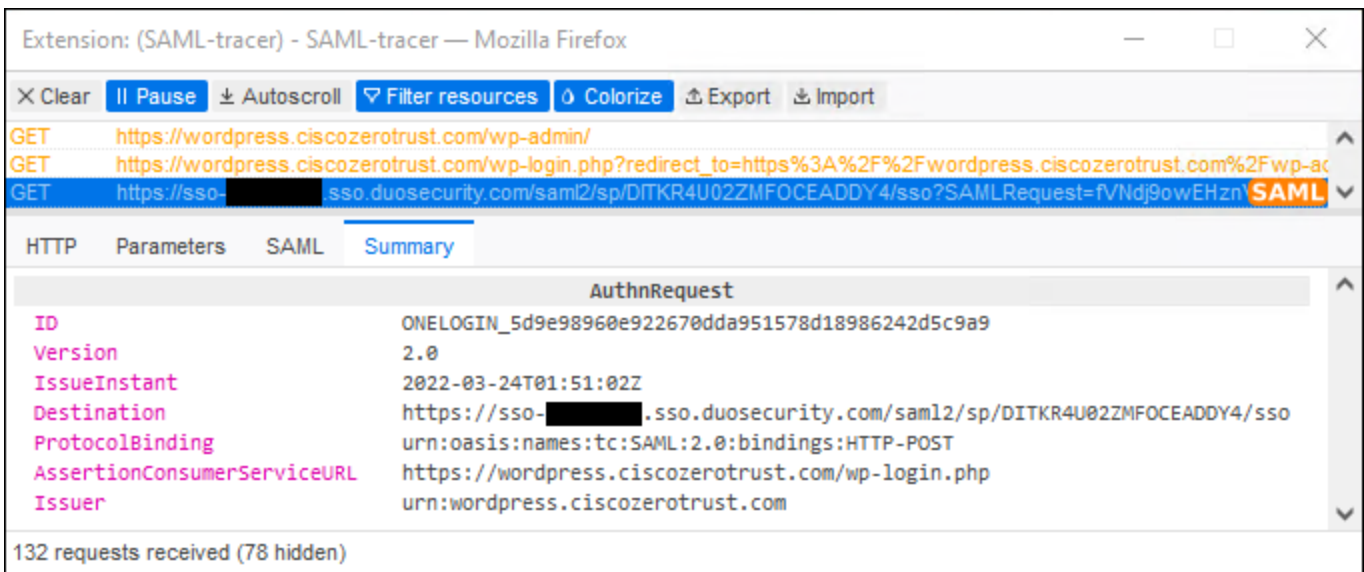 Extension: (SAML-tracer) - SAML-tracer — Mozilla Firefox
Clear Pause Autoscroll Filter resources Colorize Export Import
GET https://wordpress.ciscozerotrust.com/wp-admin/
GET https://wordpress.ciscozerotrust.com/wp-login.php?redirect_to=https%3A%2F%2Fwordpress.ciscozerotrust.com%2Fwp-ad
GET https://sso- .sso.duosecurity.com/saml2/sp/DITKR4U02ZMFOCEADDY4/sso?SAMLRequest=fVNdj9owEHzn SAML
HTTP Parameters SAML Summary
AuthnRequest
ID ONELOGIN_5d9e98960e922670dda951578d18986242d5c9a9
Version 2.0
IssueInstant 2022-03-24T01:51:02Z
Destination https://sso- .sso.duosecurity.com/saml2/sp/DITKR4U02ZMFOCEADDY4/sso
ProtocolBinding urn:oasis:names:tc:SAML:2.0:bindings:HTTP-POST
AssertionConsumerServiceURL https://wordpress.ciscozerotrust.com/wp-login.php
Issuer urn:wordpress.ciscozerotrust.com
132 requests received (78 hidden)